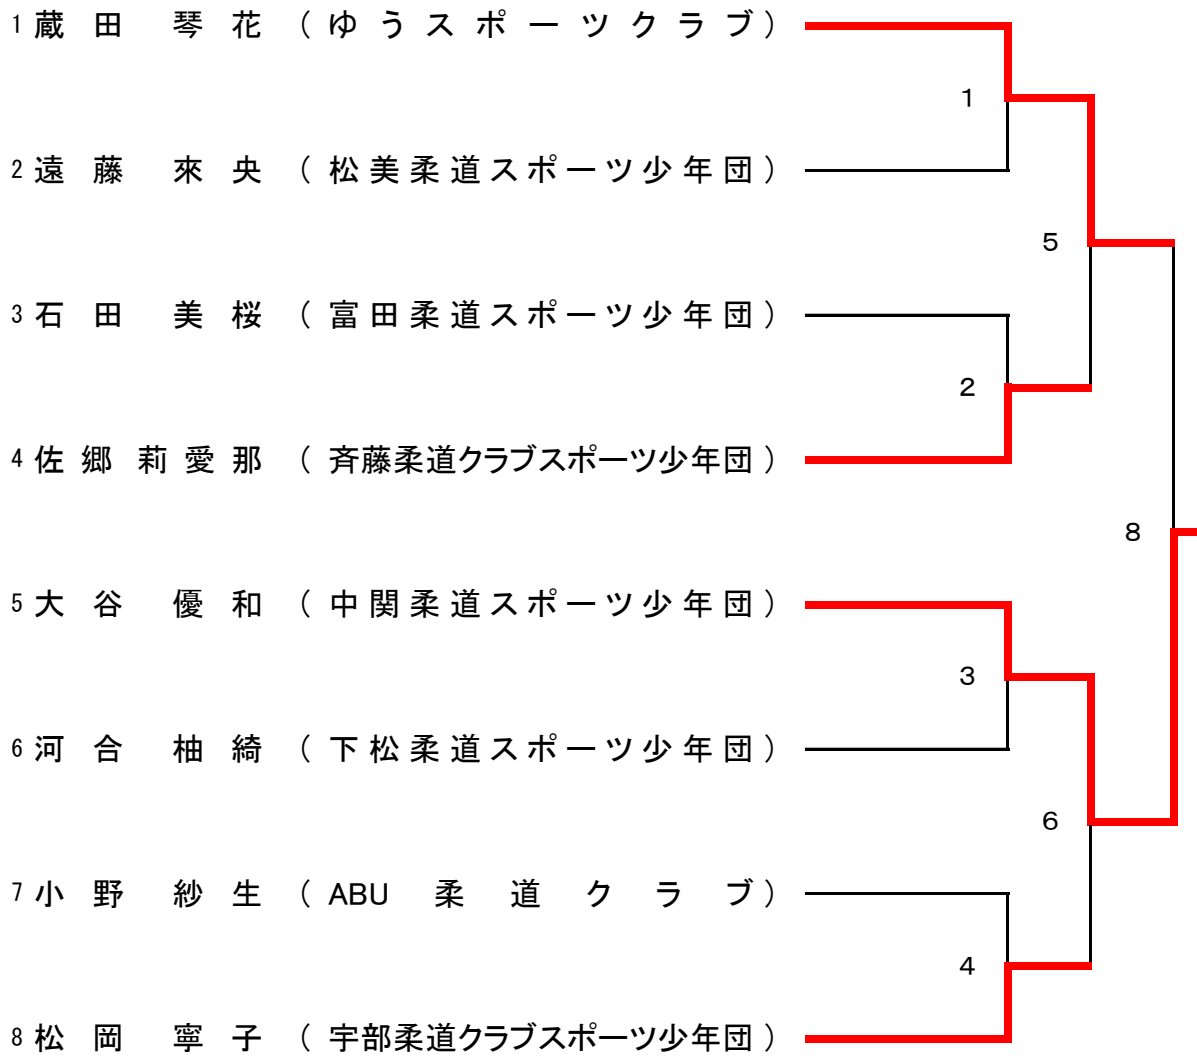 1 蔵田 琴花 (ゆうスポーツクラブ)
1
2 遠藤 來央 (松美柔道スポーツ少年団)
5
3 石田 美桜 (富田柔道スポーツ少年団)
2
4 佐郷 莉愛那 (斉藤柔道クラブスポーツ少年団)
8
5 大谷 優和 (中関柔道スポーツ少年団)
3
6 河合 柚綺 (下松柔道スポーツ少年団)
6
7 小野 紗生 (ABU柔道クラブ)
4
8 松岡 寧子 (宇部柔道クラブスポーツ少年団)